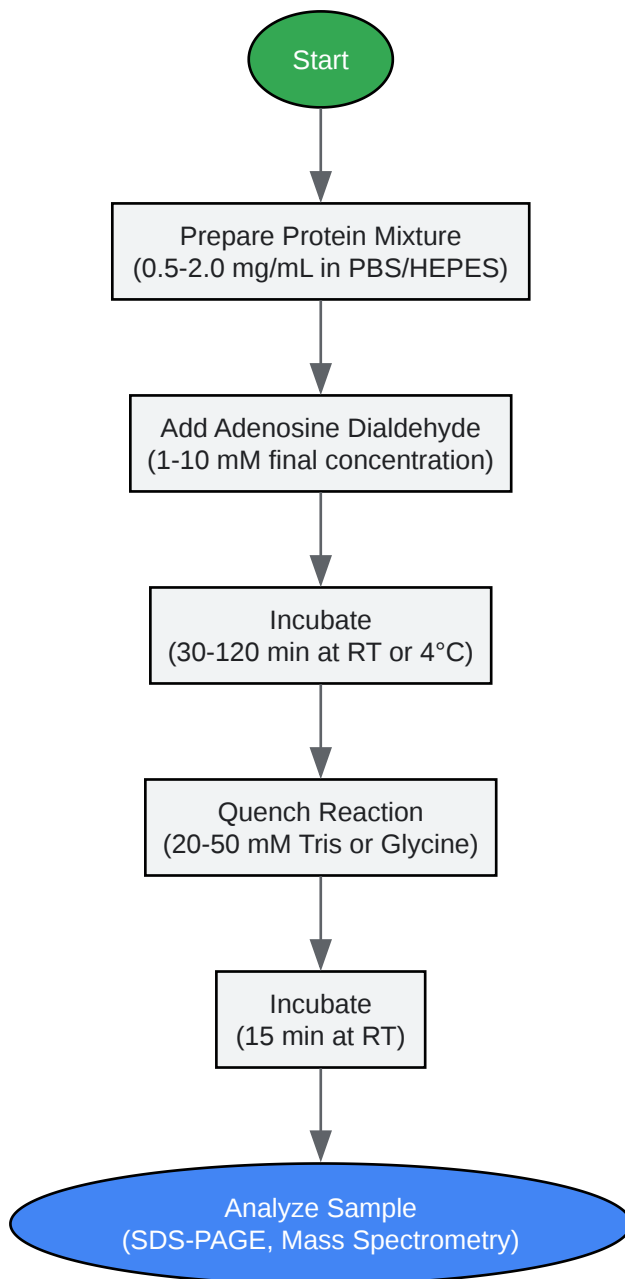 Start
Prepare Protein Mixture
(0.5-2.0 mg/mL in PBS/HEPES)
Add Adenosine Dialdehyde
(1-10 mM final concentration)
Incubate
(30-120 min at RT or 4°C)
Quench Reaction
(20-50 mM Tris or Glycine)
Incubate
(15 min at RT)
Analyze Sample
(SDS-PAGE, Mass Spectrometry)